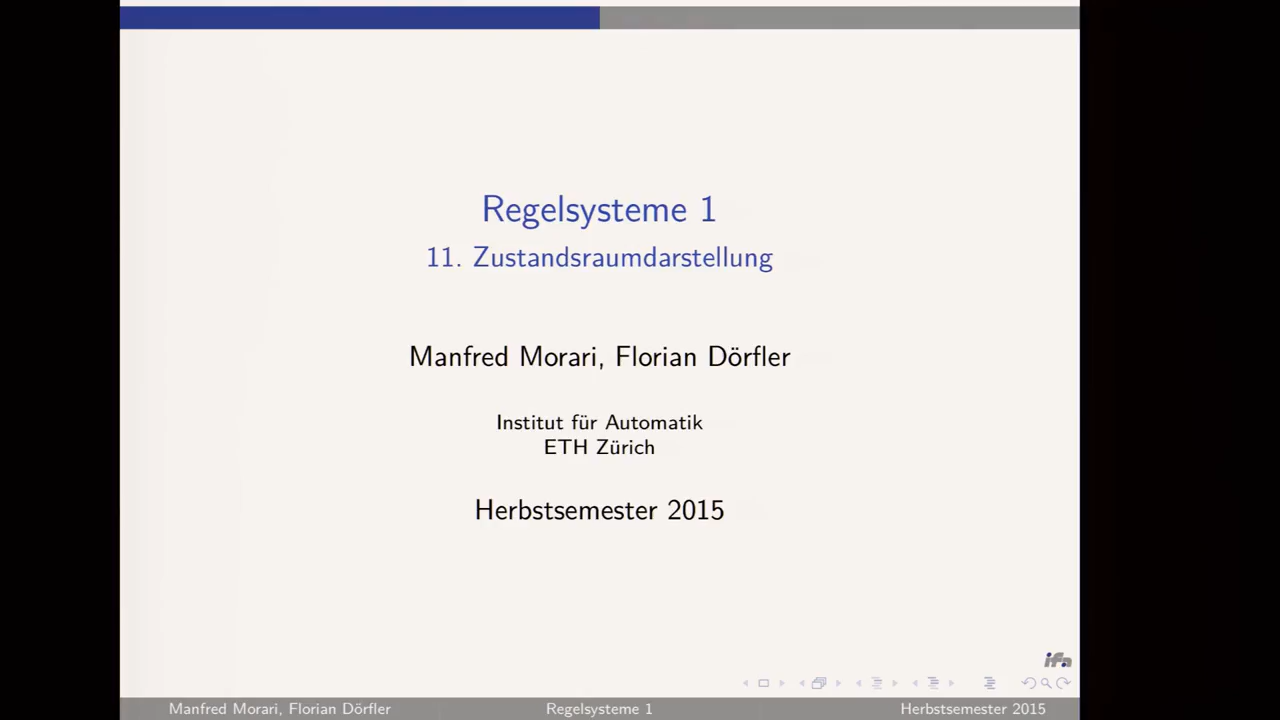 Regelsysteme 1
11. Zustandsraumdarstellung
Manfred Morari, Florian Dörfler
Institut für Automatik
ETH Zürich
Herbstsemester 2015
ifa
Manfred Morari, Florian Dörfler Regelsysteme 1 Herbstsemester 2015